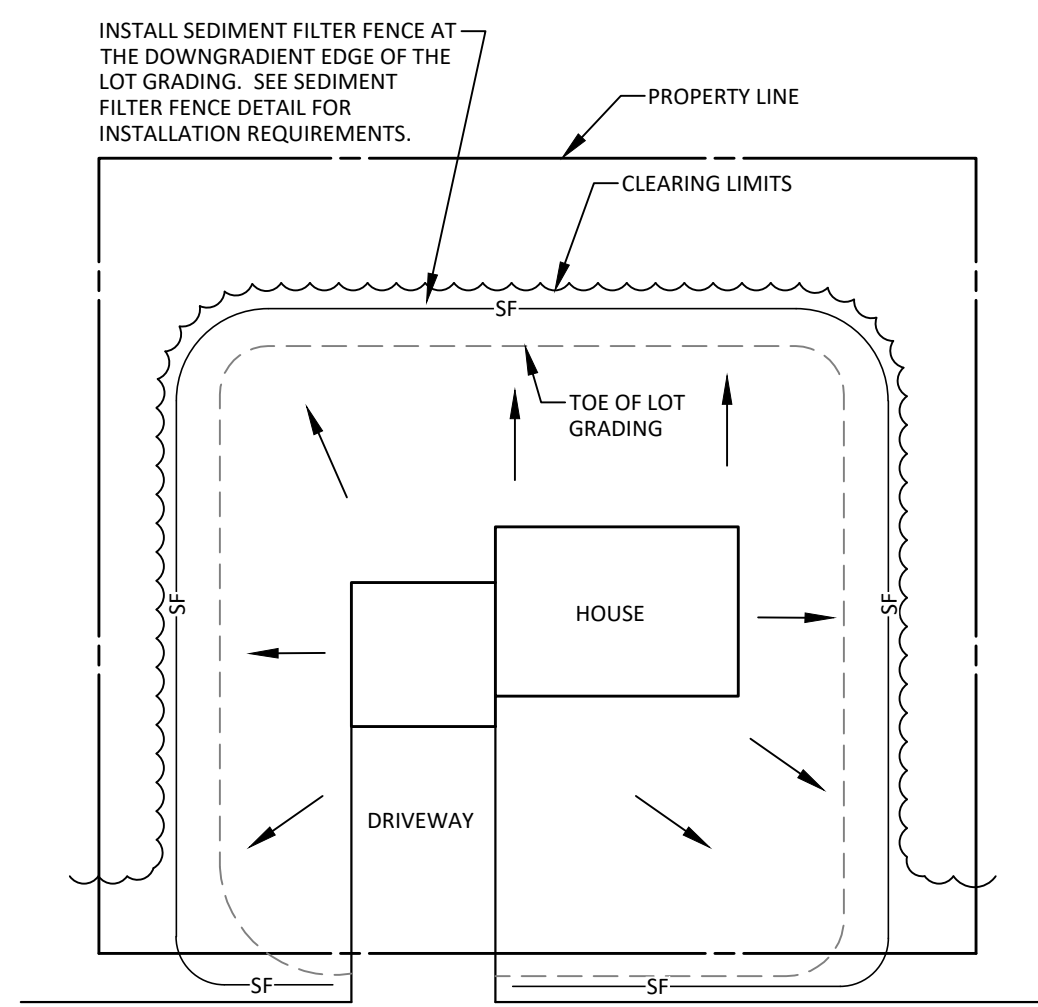 INSTALL SEDIMENT FILTER FENCE AT
THE DOWNGRADIENT EDGE OF THE
LOT GRADING. SEE SEDIMENT
FILTER FENCE DETAIL FOR
INSTALLATION REQUIREMENTS.
PROPERTY LINE
CLEARING LIMITS
SF
TOE OF LOT
GRADING
SF
HOUSE
SF
DRIVEWAY
SF
SF